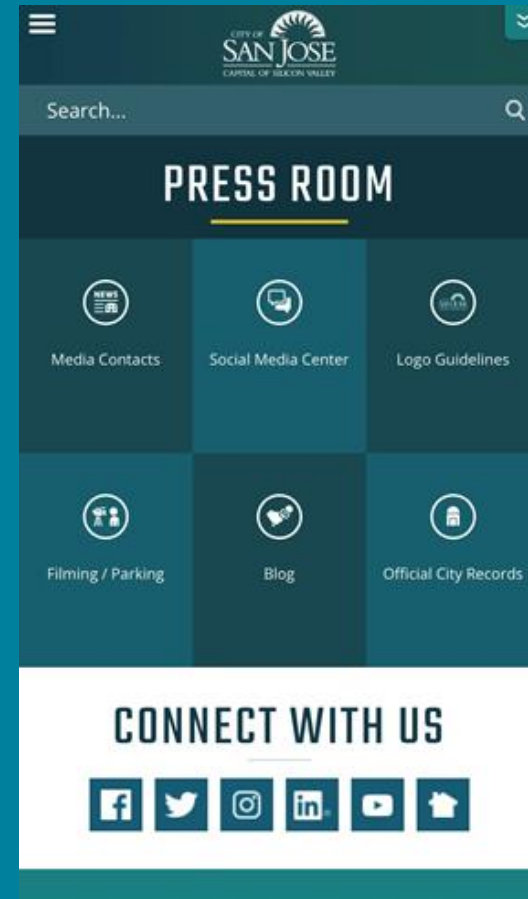 CITY OF
SAN JOSE
CAPITAL OF SILICON VALLEY
Search...
PRESS ROOM
NEWS
Media Contacts
Social Media Center
Logo Guidelines
Filming / Parking
Blog
Official City Records
CONNECT WITH US
f
in